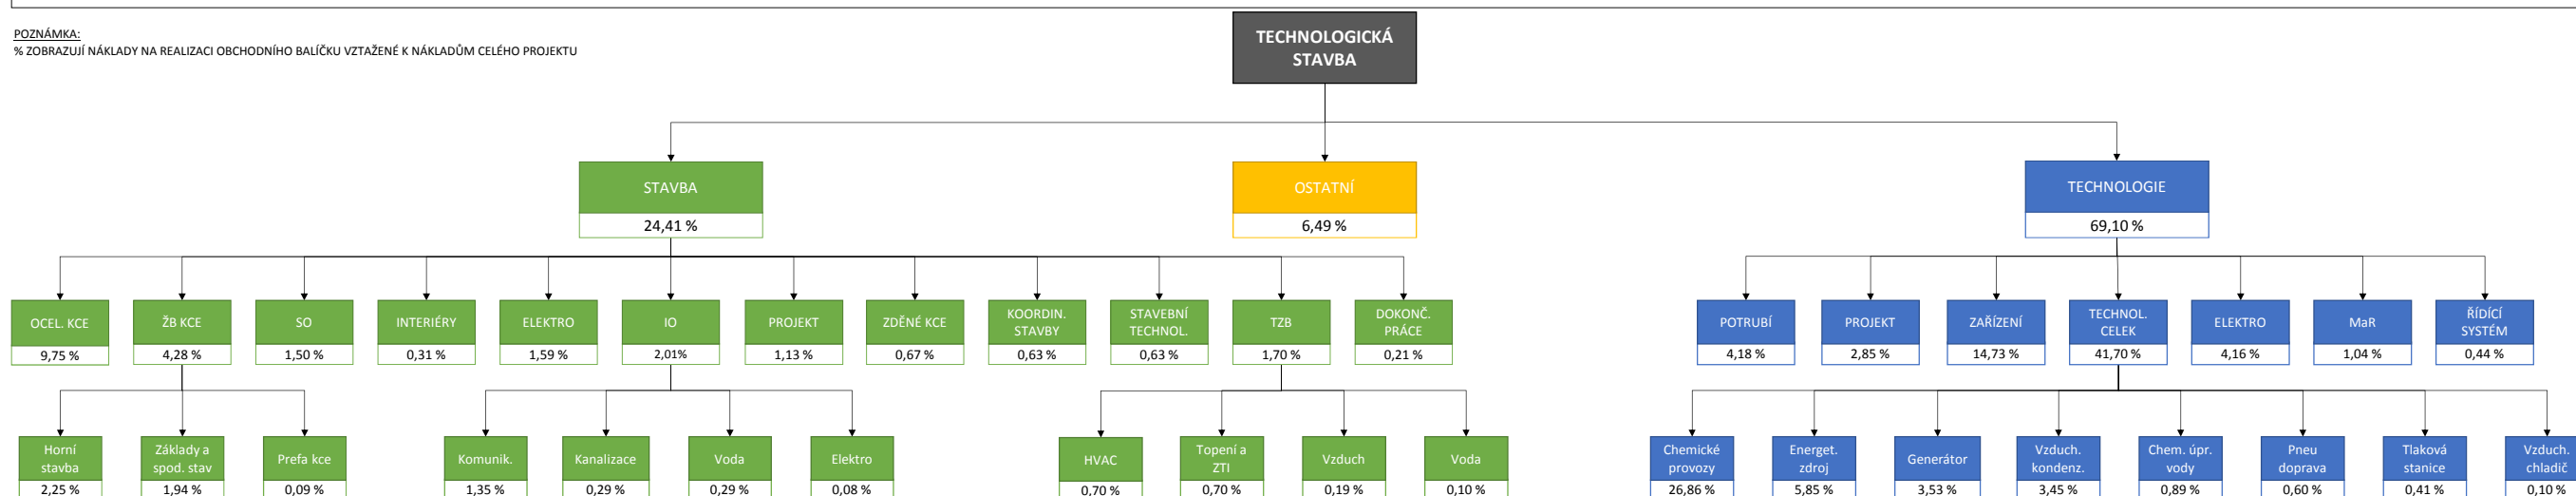 POZNÁMKA:
% ZOBRAZUJÍ NÁKLADY NA REALIZACI OBCHODNÍHO BALÍČKU VZTAŽENÉ K NÁKLADŮM CELÉHO PROJEKTU
TECHNOLOGICKÁ
STAVBA
STAVBA
24,41 %
OSTATNÍ
6,49 %
TECHNOLOGIE
69,10 %
OCEL. KCE
9,75 %
ŽB KCE
4,28 %
SO
1,50 %
INTERIÉRY
0,31 %
ELEKTRO
1,59 %
IO
2,01%
PROJEKT
1,13 %
ZDĚNÉ KCE
0,67 %
KOORDIN.
STAVBY
0,63 %
STAVEBNÍ
TECHNOL.
0,63 %
TZB
1,70 %
DOKONČ.
PRÁCE
0,21 %
POTRUBÍ
4,18 %
PROJEKT
2,85 %
ZAŘÍZENÍ
14,73 %
TECHNOL.
CELEK
41,70 %
ELEKTRO
4,16 %
MaR
1,04 %
ŘÍDÍCÍ
SYSTÉM
0,44 %
Horní
stavba
2,25 %
Základy a
spod. stav
1,94 %
Prefa kce
0,09 %
Komunik.
1,35 %
Kanalizace
0,29 %
Voda
0,29 %
Elektro
0,08 %
HVAC
0,70 %
Topení a
ZTI
0,70 %
Vzduch
0,19 %
Voda
0,10 %
Chemické
provozy
26,86 %
Energet.
zdroj
5,85 %
Generátor
3,53 %
Vzduch.
kondenz.
3,45 %
Chem. úpr.
vody
0,89 %
Pneu
doprava
0,60 %
Tlaková
stanice
0,41 %
Vzduch.
chladič
0,10 %